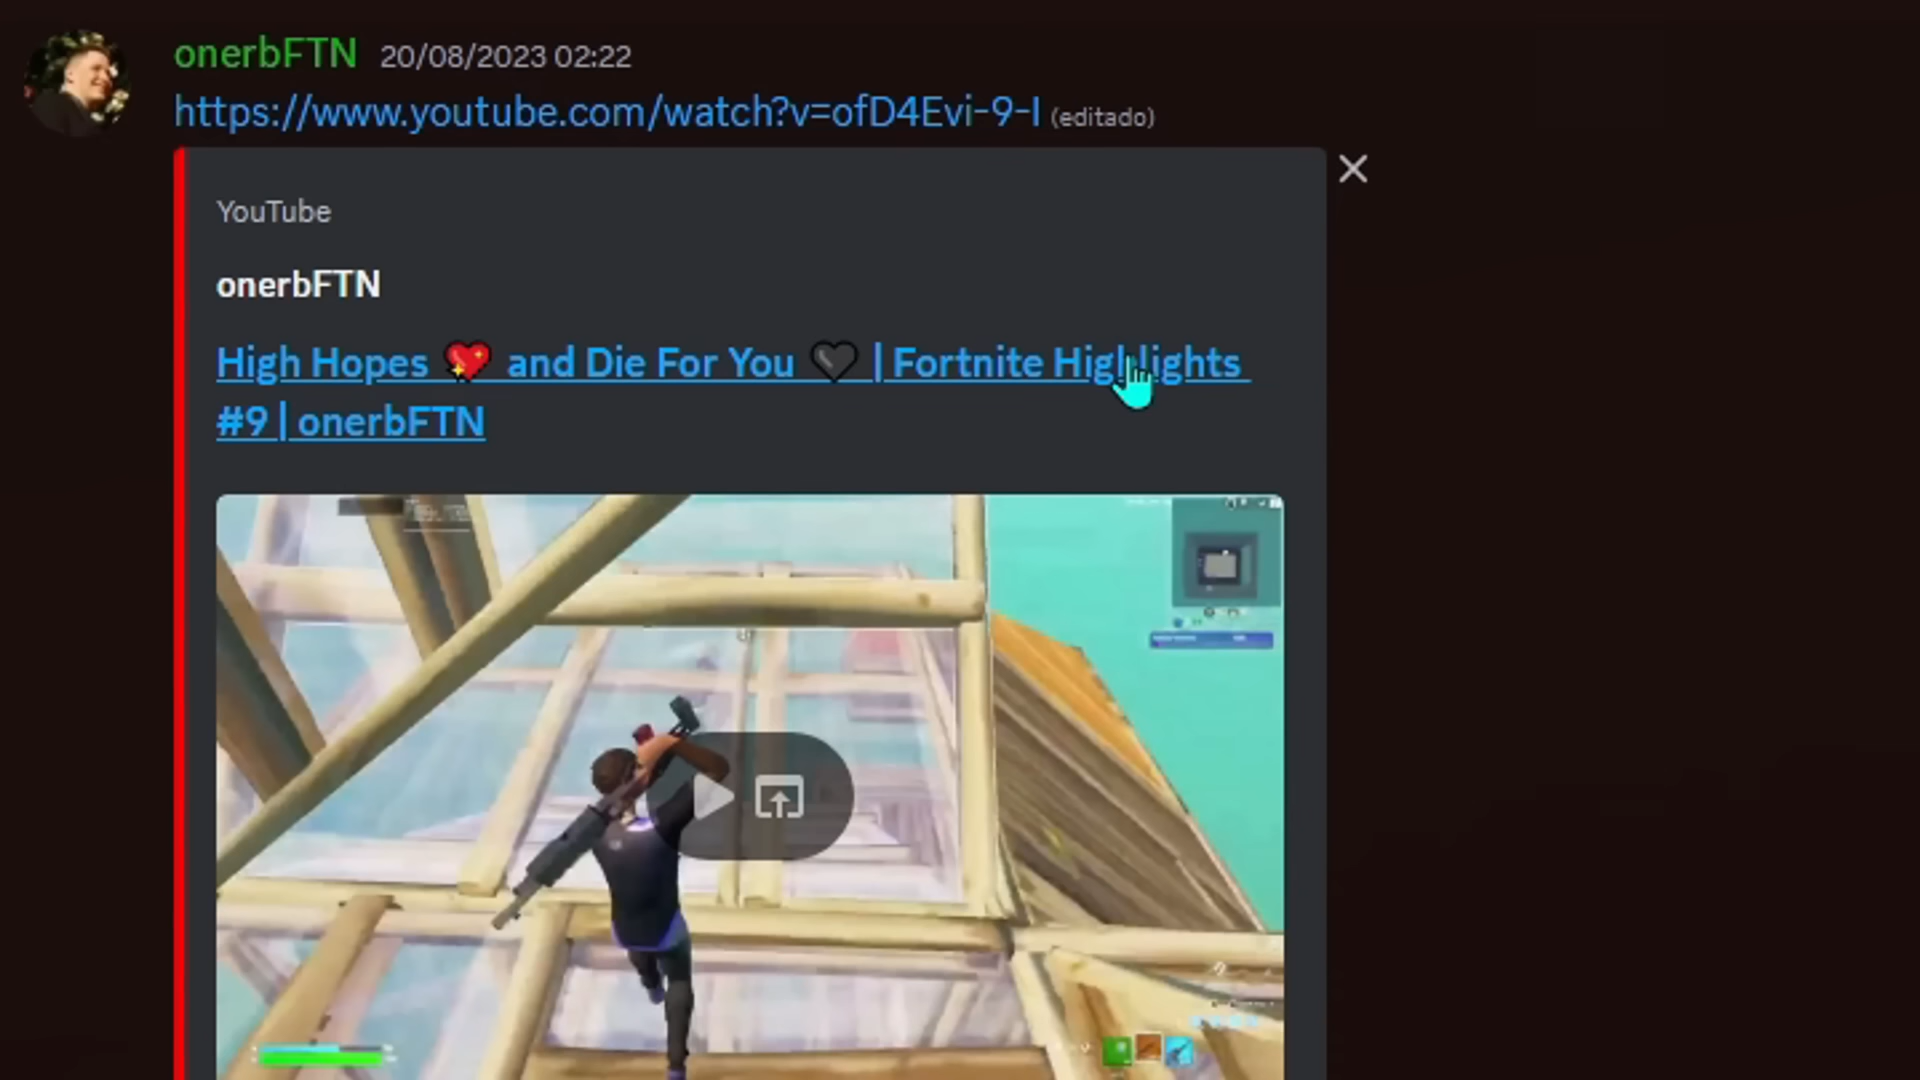 onerbFTN 20/08/2023 02:22
https://www.youtube.com/watch?v=ofD4Evi-9-I (editado)
YouTube
onerbFTN
High Hopes 💖 and Die For You 🖤 | Fortnite Highlights
#9 | onerbFTN